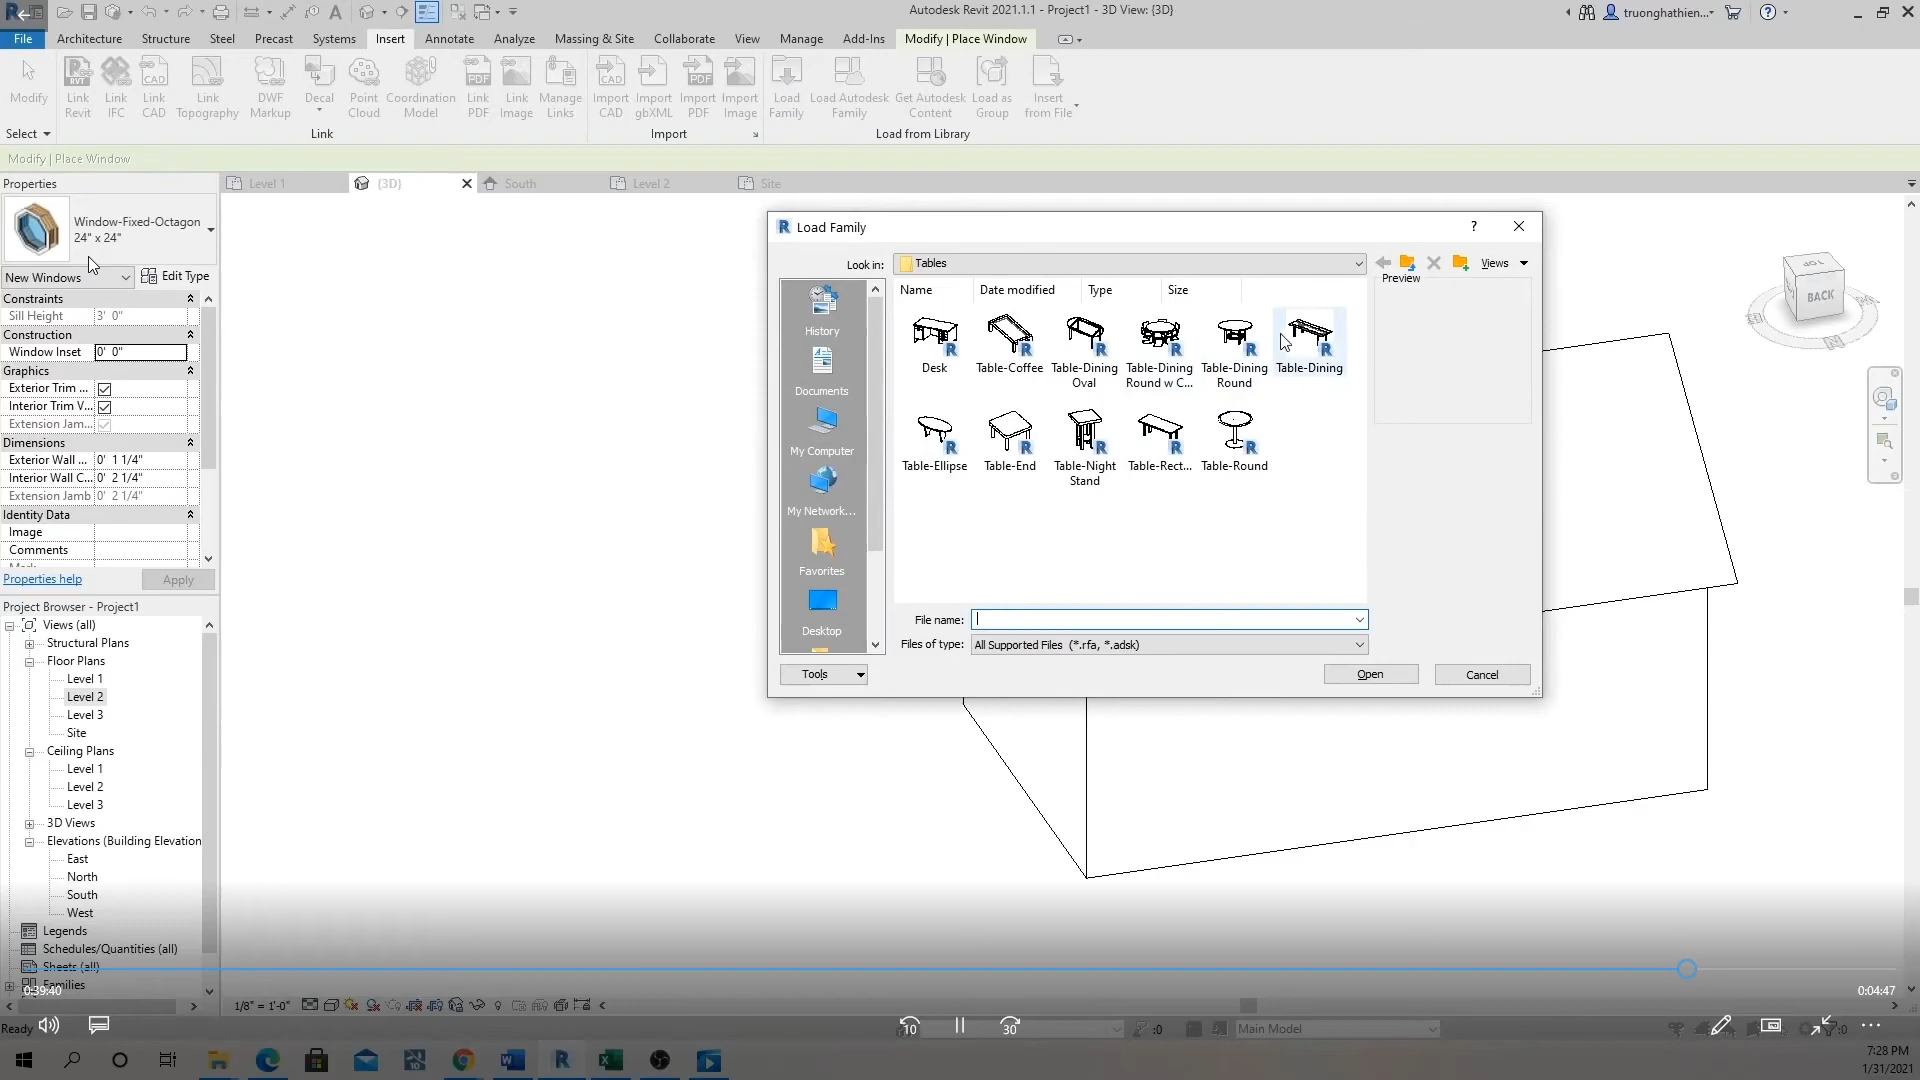 Autodesk Revit 2021.1.1 - Project1 - 3D View: {3D}
truonghathien...
File Architecture Structure Steel Precast Systems Insert Annotate Analyze Massing & Site Collaborate View Manage Add-Ins Modify | Place Window
Modify
Link Revit
Link IFC
Link CAD
Link Topography
DWF Markup
Decal
Point Cloud
Coordination Model
Link PDF
Link Image
Manage Links
Import CAD
Import gbXML
Import PDF
Import Image
Load Family
Load Autodesk Family
Get Autodesk Content
Load as Group
Insert from File
Select Link Import Load from Library
Modify | Place Window
Properties
Level 1 {3D} South Level 2 Site
Window-Fixed-Octagon
24" x 24"
New Windows Edit Type
Constraints
Sill Height 3' 0"
Construction
Window Inset 0' 0"
Graphics
Exterior Trim ...
Interior Trim V...
Extension Jam...
Dimensions
Exterior Wall ... 0' 1 1/4"
Interior Wall C... 0' 2 1/4"
Extension Jamb 0' 2 1/4"
Identity Data
Image
Comments
Properties help Apply
Project Browser - Project1
Views (all)
Structural Plans
Floor Plans
Level 1
Level 2
Level 3
Site
Ceiling Plans
Level 1
Level 2
Level 3
3D Views
Elevations (Building Elevation
East
North
South
West
Legends
Schedules/Quantities (all)
Sheets (all)
Families
Load Family
?
Look in: Tables Views
Preview
Name Date modified Type Size
History
Documents
My Computer
My Network...
Favorites
Desktop
Desk
Table-Coffee
Table-Dining Oval
Table-Dining Round w C...
Table-Dining Round
Table-Dining
Table-Ellipse
Table-End
Table-Night Stand
Table-Rect...
Table-Round
File name:
Files of type: All Supported Files (*.rfa, *.adsk)
Tools Open Cancel
BACK
TOP
0:39:40
0:04:47
1/8" = 1'-0"
Ready
10
30
:0 Main Model :0
7:28 PM
1/31/2021